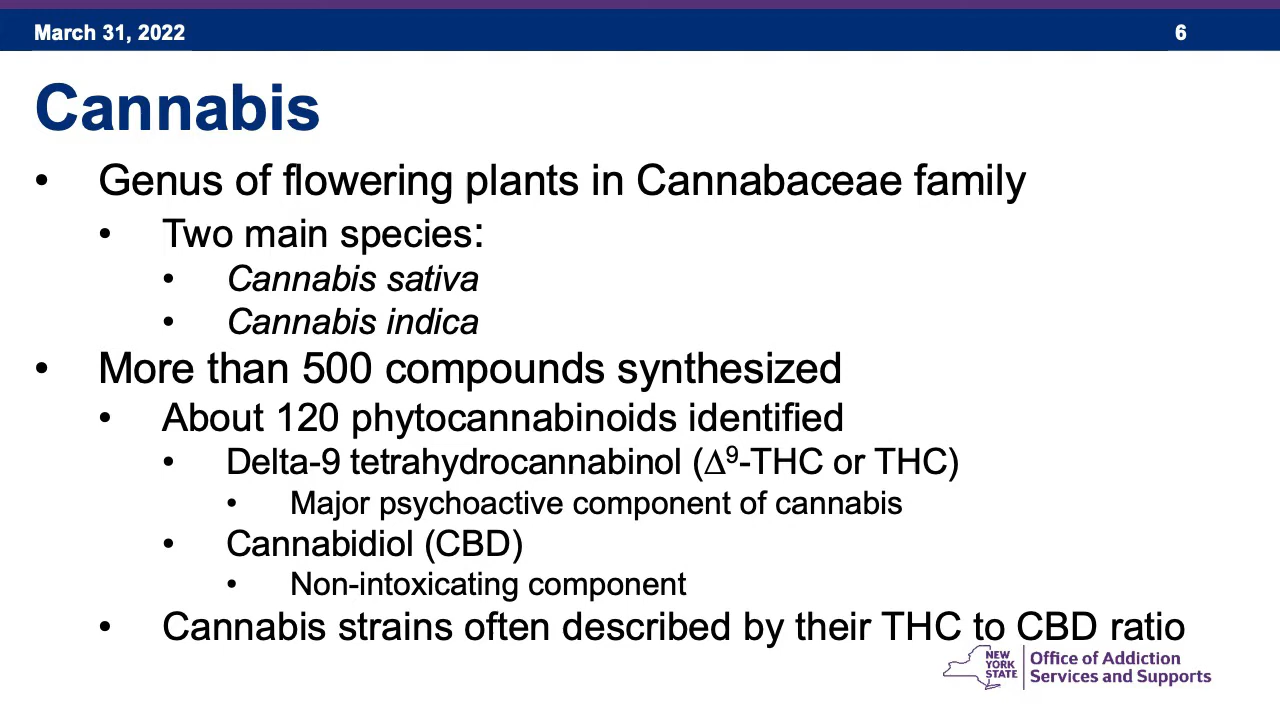 March 31, 2022
6
Cannabis
• Genus of flowering plants in Cannabaceae family
• Two main species:
• Cannabis sativa
• Cannabis indica
• More than 500 compounds synthesized
• About 120 phytocannabinoids identified
• Delta-9 tetrahydrocannabinol (Δ⁹-THC or THC)
• Major psychoactive component of cannabis
• Cannabidiol (CBD)
• Non-intoxicating component
• Cannabis strains often described by their THC to CBD ratio
NEW
YORK
STATE
Office of Addiction
Services and Supports